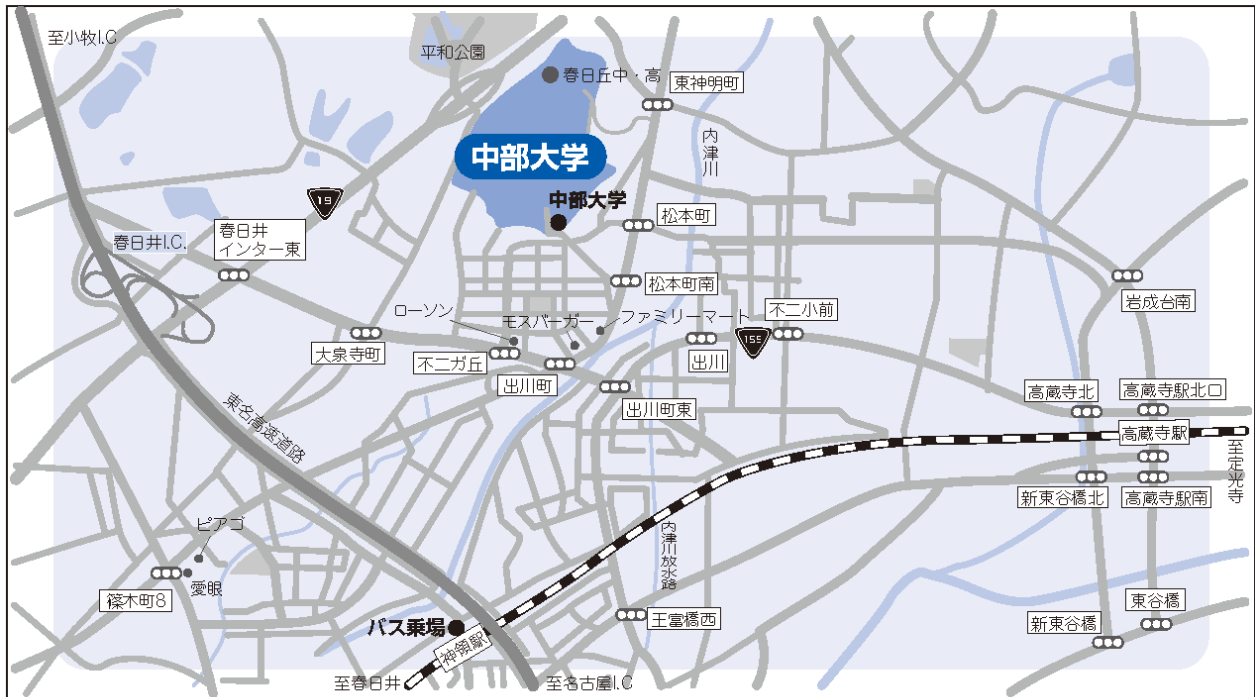 至小牧I.C
平和公園
春日丘中・高
東神明町
内津川
中部大学
19
中部大学
松本町
春日井
インター東
春日井I.C.
松本町南
岩成台南
ローソン
モスバーガー
ファミリーマート
不二小前
155
大泉寺町
不二ガ丘
出川町
出川
出川町東
高蔵寺北
高蔵寺駅北口
東名高速道路
高蔵寺駅
至定光寺
新東谷橋北
高蔵寺駅南
ピアゴ
内津川放水路
愛眼
篠木町8
バス乗場
神領駅
王富橋西
東谷橋
新東谷橋
至春日井
至名古屋I.C